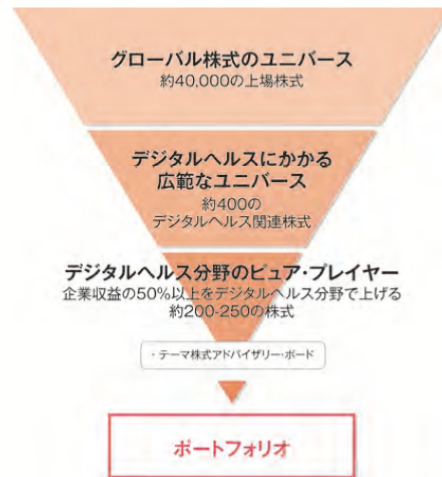 グローバル株式のユニバース
約40,000の上場株式
デジタルヘルスにかかる
広範なユニバース
約400の
デジタルヘルス関連株式
デジタルヘルス分野のピュア・プレイヤー
企業収益の50%以上をデジタルヘルス分野で上げる
約200-250の株式
・テーマ株式アドバイザリー・ボード
ポートフォリオ